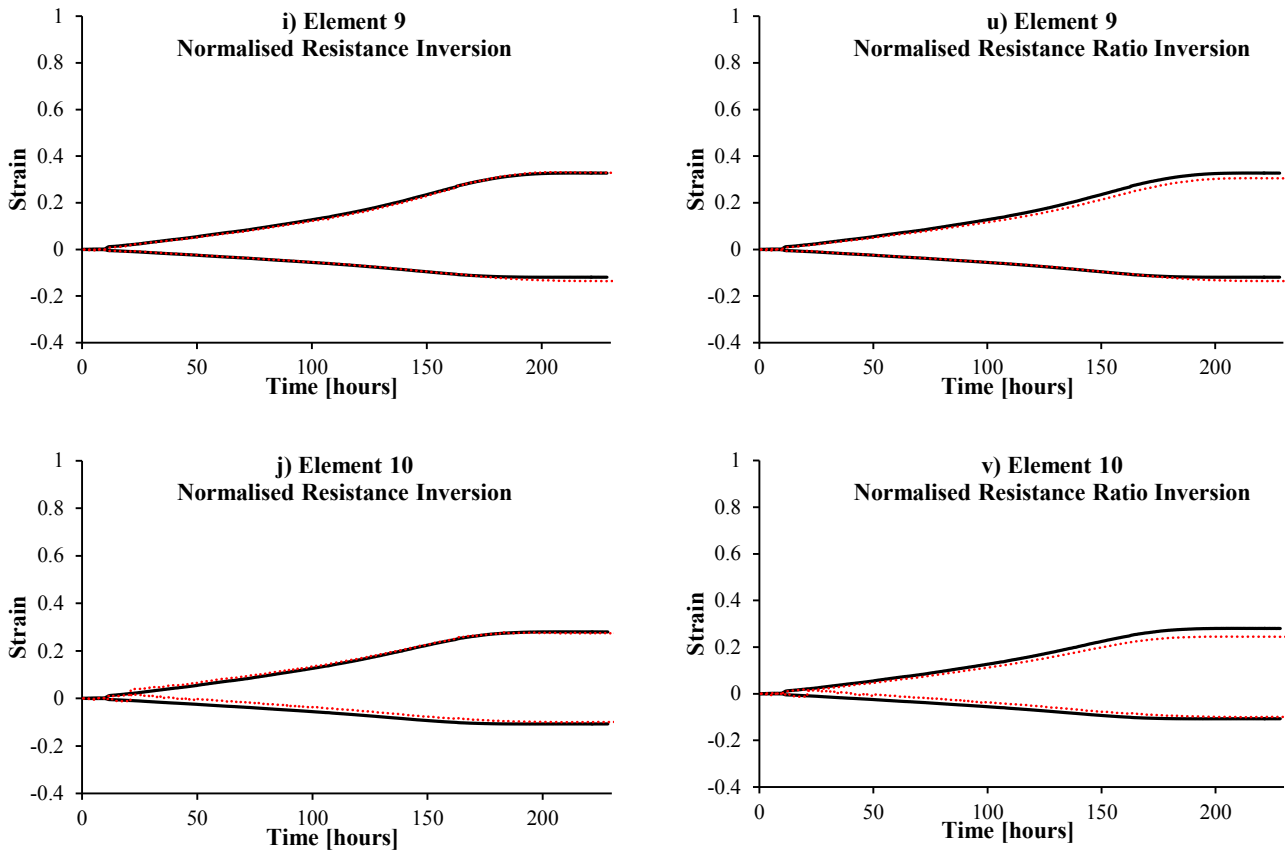 i) Element 9
Normalised Resistance Inversion
1
0.8
0.6
0.4
0.2
0
-0.2
-0.4
Strain
0 50 100 150 200
Time [hours]
u) Element 9
Normalised Resistance Ratio Inversion
1
0.8
0.6
0.4
0.2
0
-0.2
-0.4
Strain
0 50 100 150 200
Time [hours]
j) Element 10
Normalised Resistance Inversion
1
0.8
0.6
0.4
0.2
0
-0.2
-0.4
Strain
0 50 100 150 200
Time [hours]
v) Element 10
Normalised Resistance Ratio Inversion
1
0.8
0.6
0.4
0.2
0
-0.2
-0.4
Strain
0 50 100 150 200
Time [hours]